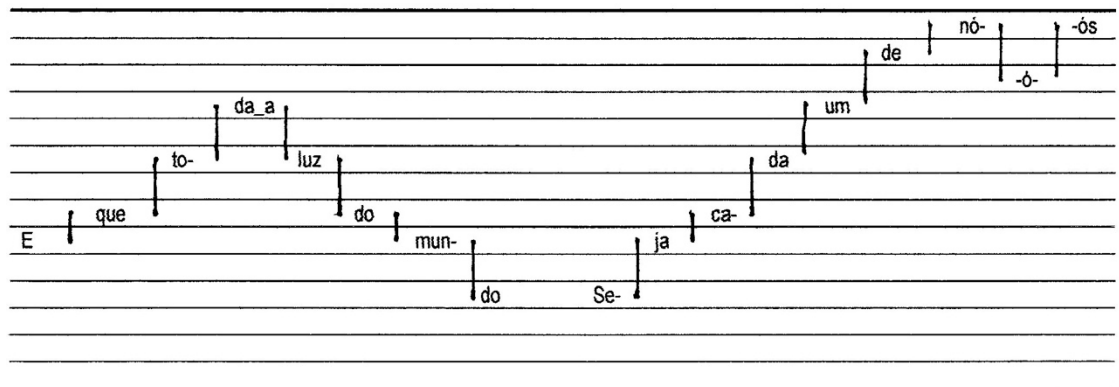 E que to- da_a luz do mun- do Se- ja ca- da um de nó- -ó- -ós